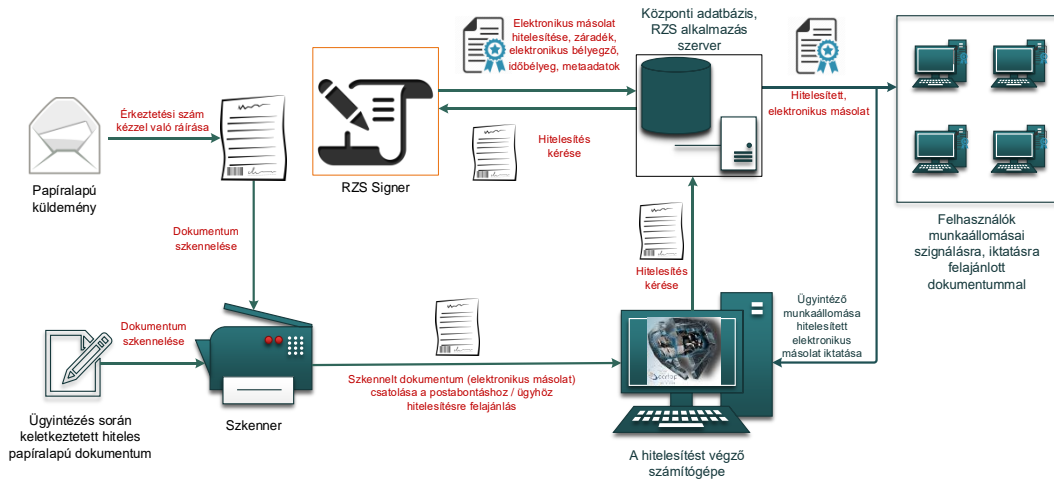 Elektronikus másolat
hitelesítése, záradék,
elektronikus bélyegző,
időbélyeg, metaadatok
Központi adatbázis,
RZS alkalmazás
szerver
Érkeztetési szám
kézzel való ráírása
Hitelesítés
kérése
Hitelesített,
elektronikus másolat
Papíralapú
küldemény
RZS Signer
Dokumentum
szkennelése
Hitelesítés
kérése
Felhasználók
munkaállomásai
szignálásra, iktatásra
felajánlott
dokumentummal
Dokumentum
szkennelése
Ügyintéző
munkaállomása
hitelesített
elektronikus
másolat iktatása
Szkennelt dokumentum (elektronikus másolat)
csatolása a postabontáshoz / ügyhöz
hitelesítésre felajánlás
Ügyintézés során
keletkeztetett hiteles
papíralapú dokumentum
Szkenner
A hitelesítést végző
számítógépe